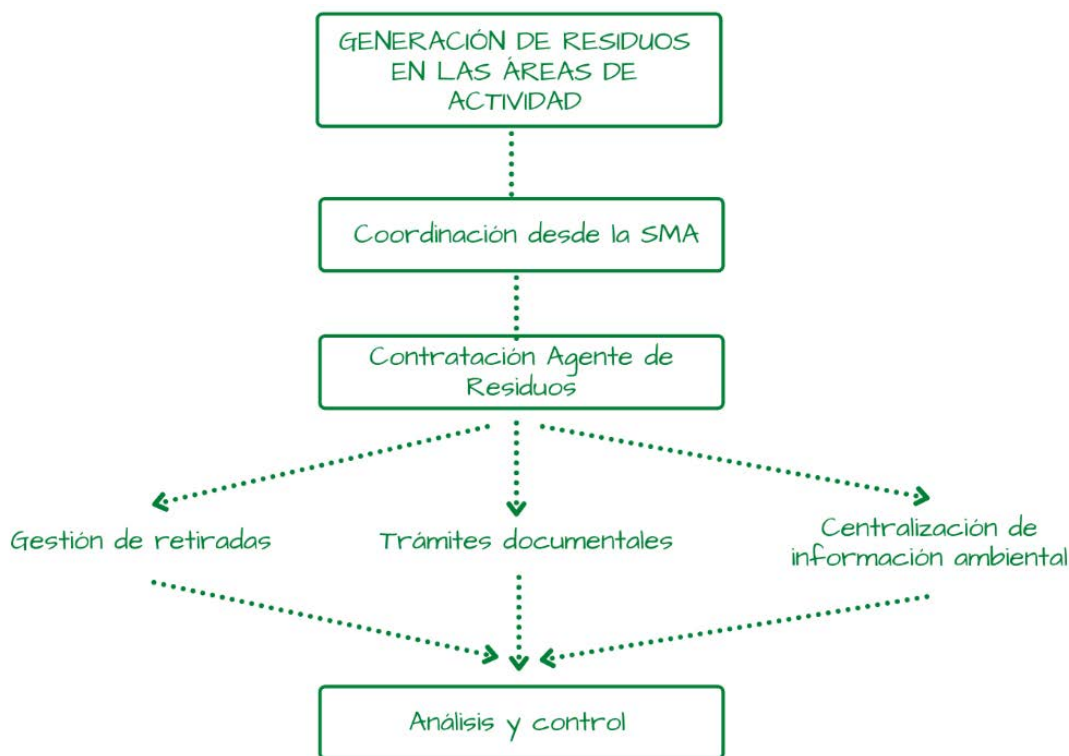 GENERACIÓN DE RESIDUOS
EN LAS ÁREAS DE
ACTIVIDAD
Coordinación desde la SMA
Contratación Agente de
Residuos
Gestión de retiradas
Trámites documentales
Centralización de
información ambiental
Análisis y control